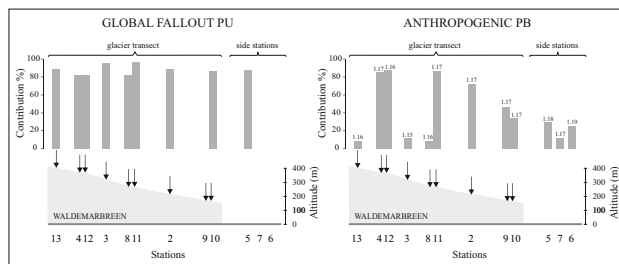 GLOBAL FALLOUT PU
glacier transect
side stations
Contribution %)
100
80
60
40
20
0
400
300
200
100
0
Altitude (m)
WALDEMARBREEN
13 4 12 3 8 11 2 9 10 5 7 6
Stations
ANTHROPOGENIC PB
glacier transect
side stations
Contribution %)
100
80
60
40
20
0
1.16
1.17
1.16
1.15
1.16
1.17
1.17
1.17
1.17
1.18
1.17
1.19
400
300
200
100
0
Altitude (m)
WALDEMARBREEN
13 4 12 3 8 11 2 9 10 5 7 6
Stations